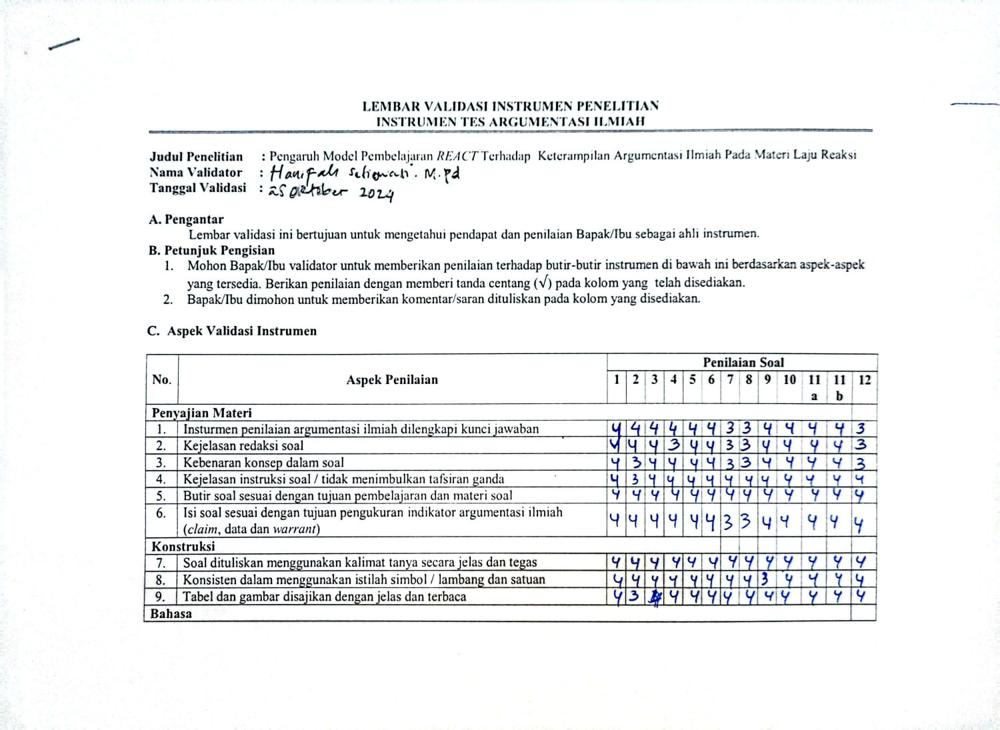 LEMBAR VALIDASI INSTRUMEN PENELITIAN
INSTRUMEN TES ARGUMENTASI ILMIAH
Judul Penelitian : Pengaruh Model Pembelajaran REACT Terhadap Keterampilan Argumentasi Ilmiah Pada Materi Laju Reaksi
Nama Validator : Hanifah Setiowati. M.Pd
Tanggal Validasi : 25 Oktober 2024
A. Pengantar
Lembar validasi ini bertujuan untuk mengetahui pendapat dan penilaian Bapak/Ibu sebagai ahli instrumen.
B. Petunjuk Pengisian
1. Mohon Bapak/Ibu validator untuk memberikan penilaian terhadap butir-butir instrumen di bawah ini berdasarkan aspek-aspek
yang tersedia. Berikan penilaian dengan memberi tanda centang (√) pada kolom yang telah disediakan.
2. Bapak/Ibu dimohon untuk memberikan komentar/saran dituliskan pada kolom yang disediakan.
C. Aspek Validasi Instrumen
Penilaian Soal
No. Aspek Penilaian 1 2 3 4 5 6 7 8 9 10 11 11 12
a b
Penyajian Materi
1. Insturmen penilaian argumentasi ilmiah dilengkapi kunci jawaban 4 4 4 4 4 4 3 3 4 4 4 4 3
2. Kejelasan redaksi soal 4 4 4 3 4 4 3 3 4 4 4 4 3
3. Kebenaran konsep dalam soal 4 3 4 4 4 4 3 3 4 4 4 4 3
4. Kejelasan instruksi soal / tidak menimbulkan tafsiran ganda 4 3 4 4 4 4 4 4 4 4 4 4 4
5. Butir soal sesuai dengan tujuan pembelajaran dan materi soal 4 4 4 4 4 4 4 4 4 4 4 4 4
6. Isi soal sesuai dengan tujuan pengukuran indikator argumentasi ilmiah 4 4 4 4 4 4 3 3 4 4 4 4 4
(claim, data dan warrant)
Konstruksi
7. Soal dituliskan menggunakan kalimat tanya secara jelas dan tegas 4 4 4 4 4 4 4 4 4 4 4 4 4
8. Konsisten dalam menggunakan istilah simbol / lambang dan satuan 4 4 4 4 4 4 4 4 3 4 4 4 4
9. Tabel dan gambar disajikan dengan jelas dan terbaca 4 3 4 4 4 4 4 4 4 4 4 4
Bahasa